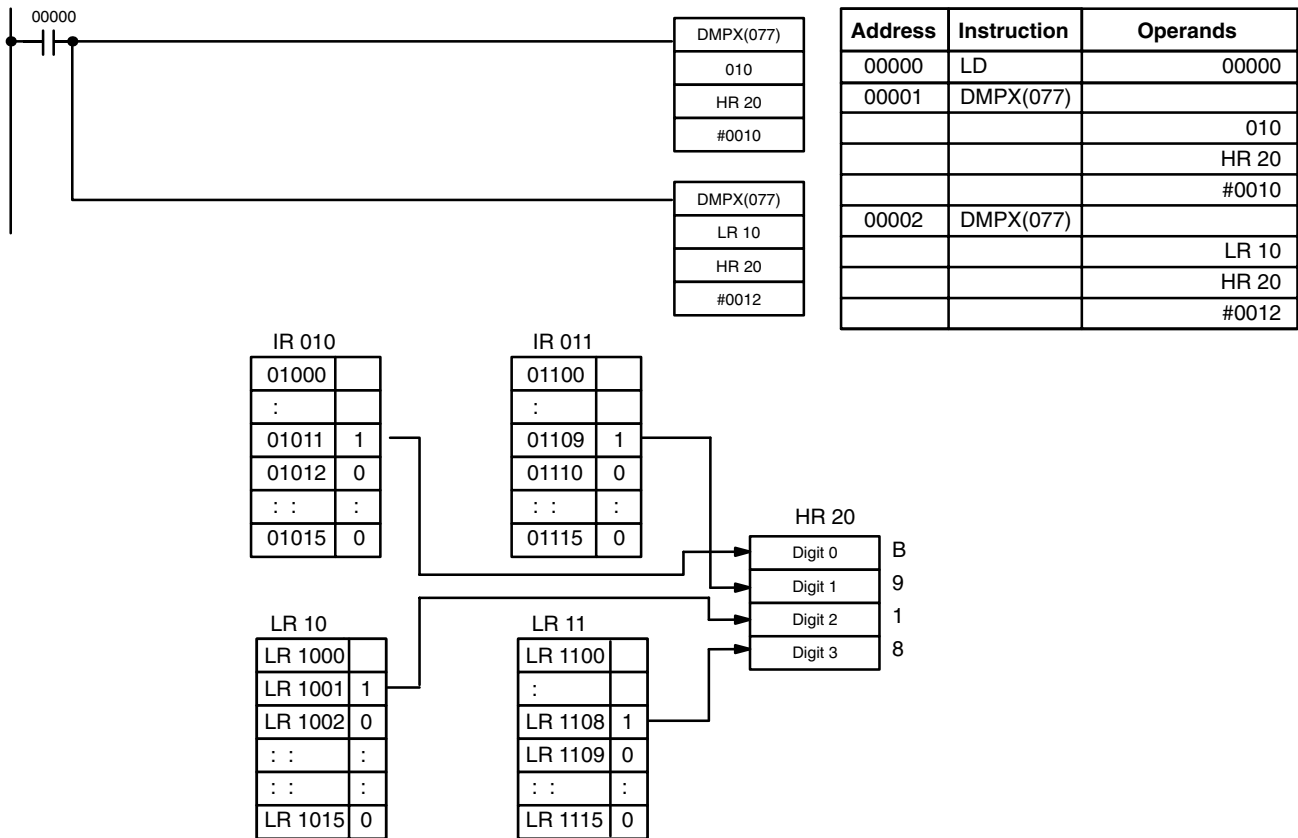 00000
DMPX(077)
010
HR 20
#0010
DMPX(077)
LR 10
HR 20
#0012
Address Instruction Operands
00000 LD 00000
00001 DMPX(077)
010
HR 20
#0010
00002 DMPX(077)
LR 10
HR 20
#0012
IR 010
01000
:
01011 1
01012 0
: : :
01015 0
IR 011
01100
:
01109 1
01110 0
: : :
01115 0
HR 20
Digit 0 B
Digit 1 9
Digit 2 1
Digit 3 8
LR 10
LR 1000
LR 1001 1
LR 1002 0
: : :
: : :
LR 1015 0
LR 11
LR 1100
:
LR 1108 1
LR 1109 0
: : :
LR 1115 0